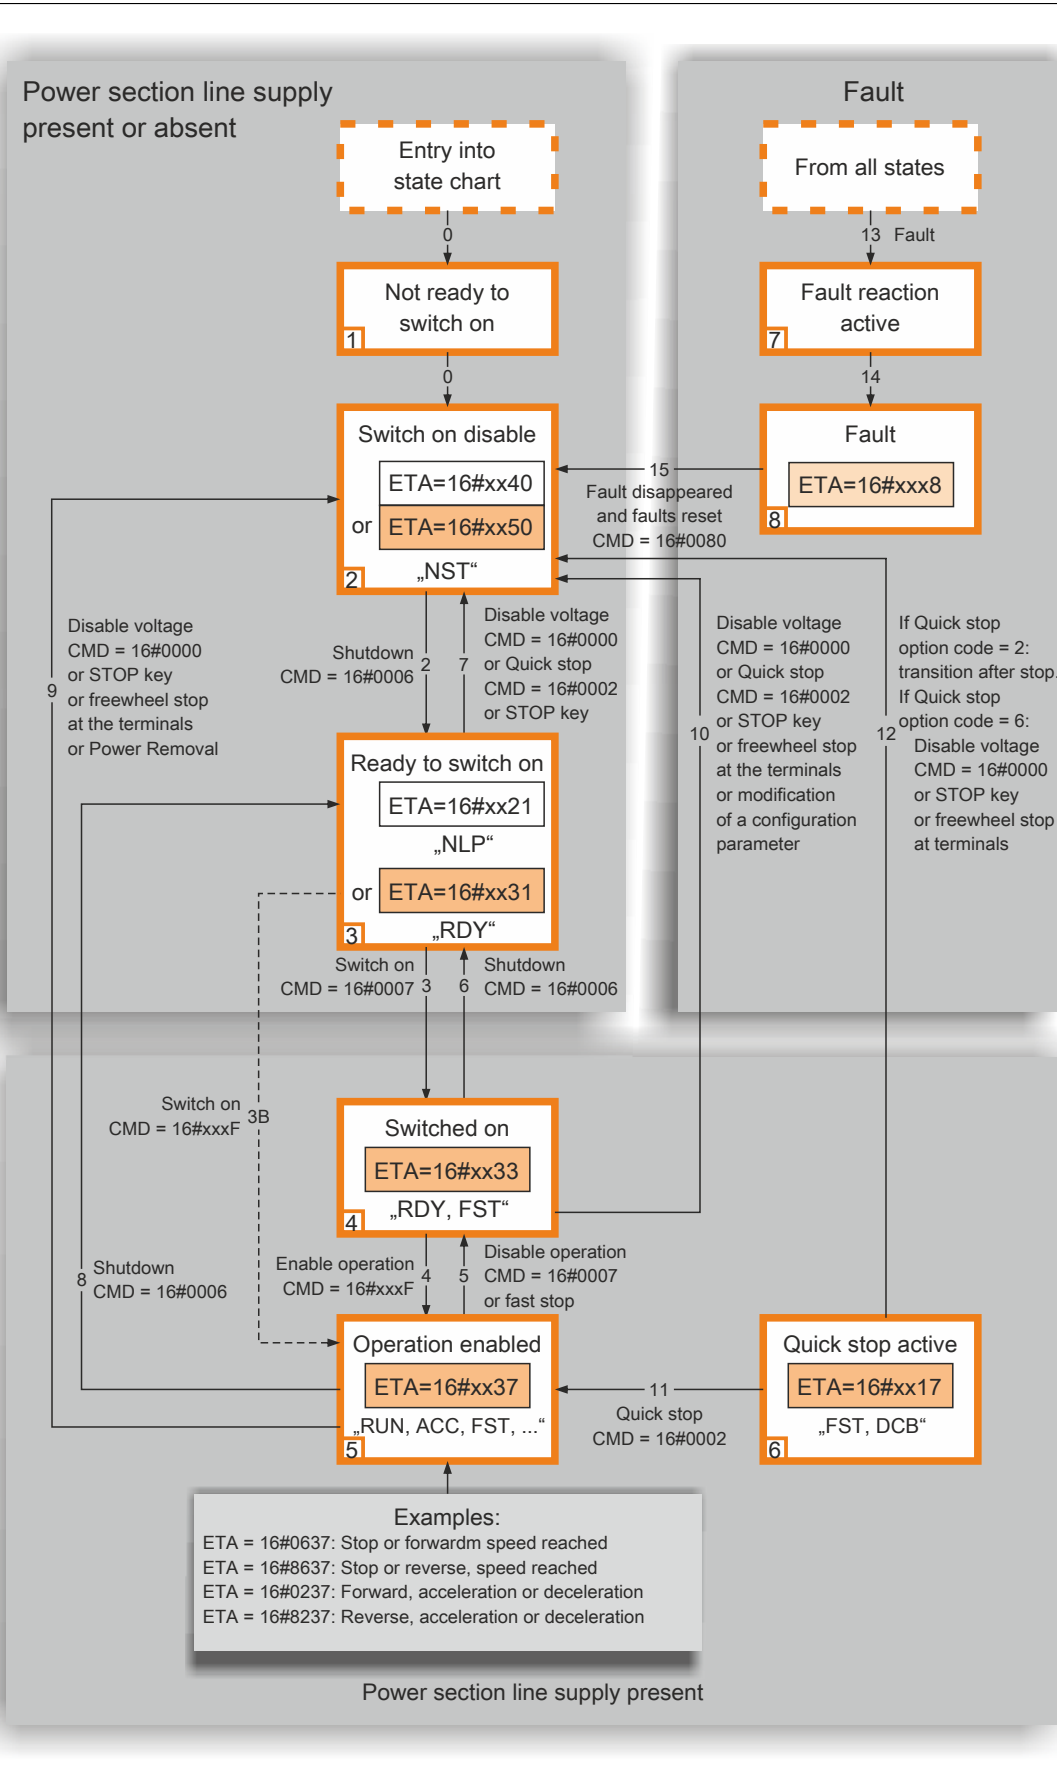 Power section line supply
present or absent
Entry into
state chart
0
Not ready to
switch on
1
0
Switch on disable
ETA=16#xx40
or ETA=16#xx50
2
„NST“
Fault
From all states
13 Fault
Fault reaction
active
7
14
Fault
ETA=16#xxx8
8
15
Fault disappeared
and faults reset
CMD = 16#0080
Disable voltage
CMD = 16#0000
or STOP key
9
or freewheel stop
at the terminals
or Power Removal
Shutdown
CMD = 16#0006
2
7
Disable voltage
CMD = 16#0000
or Quick stop
CMD = 16#0002
or STOP key
10
Disable voltage
CMD = 16#0000
or Quick stop
CMD = 16#0002
or STOP key
or freewheel stop
at the terminals
or modification
of a configuration
parameter
12
If Quick stop
option code = 2:
transition after stop.
If Quick stop
option code = 6:
Disable voltage
CMD = 16#0000
or STOP key
or freewheel stop
at terminals
Ready to switch on
ETA=16#xx21
„NLP“
or ETA=16#xx31
3
„RDY“
Switch on
CMD = 16#0007
3
6
Shutdown
CMD = 16#0006
Switch on
CMD = 16#xxxF
3B
Switched on
ETA=16#xx33
4
„RDY, FST“
8
Shutdown
CMD = 16#0006
Enable operation
CMD = 16#xxxF
4
5
Disable operation
CMD = 16#0007
or fast stop
Operation enabled
ETA=16#xx37
„RUN, ACC, FST, ...“
5
11
Quick stop
CMD = 16#0002
Quick stop active
ETA=16#xx17
„FST, DCB“
6
Examples:
ETA = 16#0637: Stop or forwardm speed reached
ETA = 16#8637: Stop or reverse, speed reached
ETA = 16#0237: Forward, acceleration or deceleration
ETA = 16#8237: Reverse, acceleration or deceleration
Power section line supply present